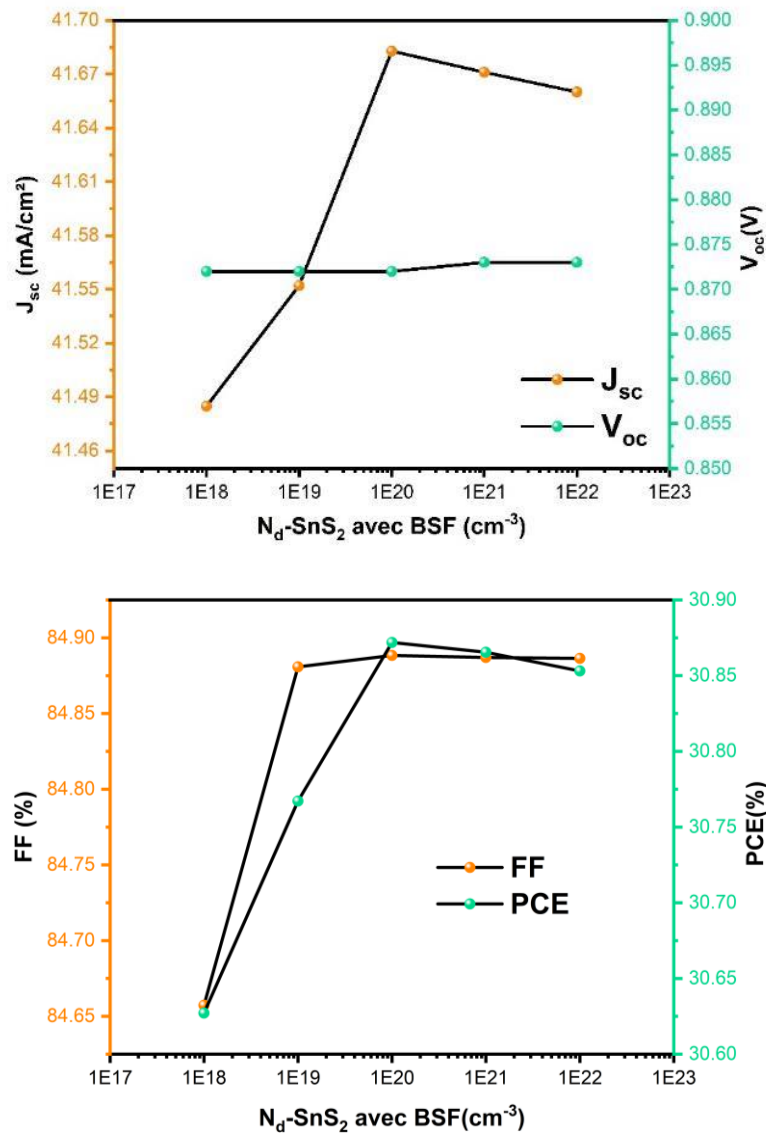 41.70
41.67
41.64
41.61
41.58
41.55
41.52
41.49
41.46
J_sc (mA/cm²)
0.900
0.895
0.890
0.885
0.880
0.875
0.870
0.865
0.860
0.855
0.850
V_oc(V)
J_sc
V_oc
1E17 1E18 1E19 1E20 1E21 1E22 1E23
N_d-SnS₂ avec BSF (cm⁻³)
84.90
84.85
84.80
84.75
84.70
84.65
FF (%)
30.90
30.85
30.80
30.75
30.70
30.65
30.60
PCE(%)
FF
PCE
1E17 1E18 1E19 1E20 1E21 1E22 1E23
N_d-SnS₂ avec BSF(cm⁻³)